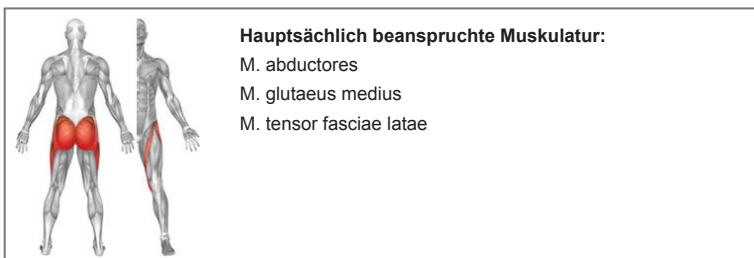 Hauptsächlich beanspruchte Muskulatur:
M. abductores
M. glutaeus medius
M. tensor fasciae latae